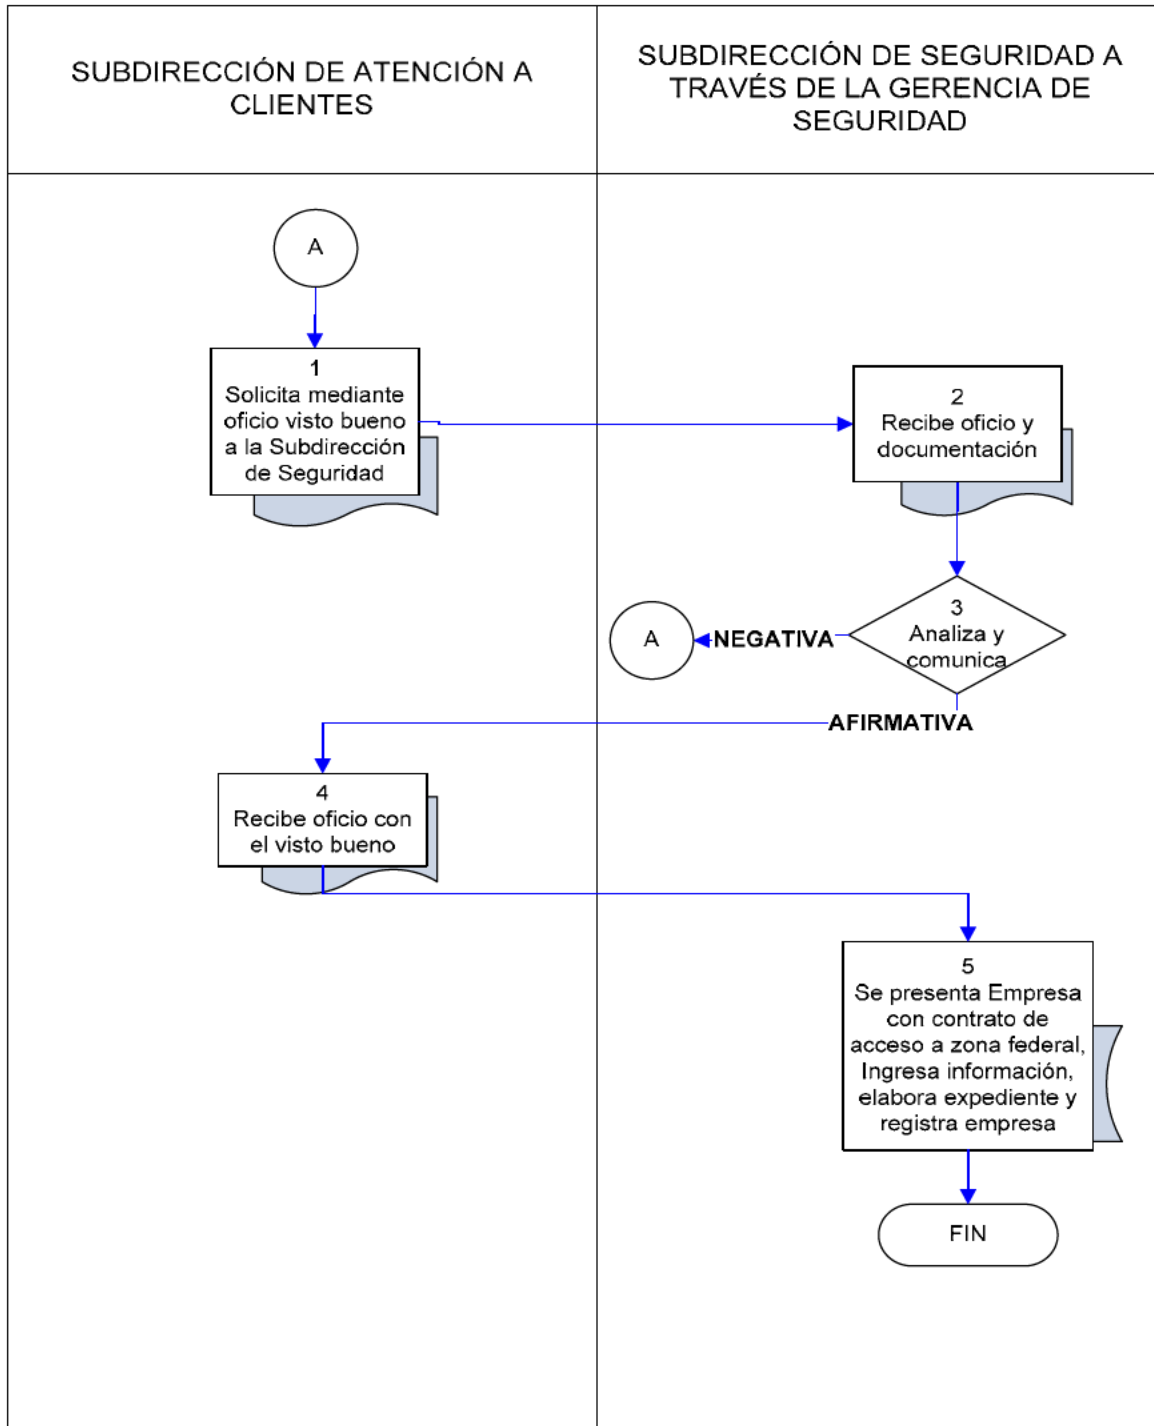 SUBDIRECCIÓN DE ATENCIÓN A
CLIENTES
SUBDIRECCIÓN DE SEGURIDAD A
TRAVÉS DE LA GERENCIA DE
SEGURIDAD
A
1
Solicita mediante
oficio visto bueno
a la Subdirección
de Seguridad
2
Recibe oficio y
documentación
3
Analiza y
comunica
NEGATIVA
A
AFIRMATIVA
4
Recibe oficio con
el visto bueno
5
Se presenta Empresa
con contrato de
acceso a zona federal,
Ingresa información,
elabora expediente y
registra empresa
FIN